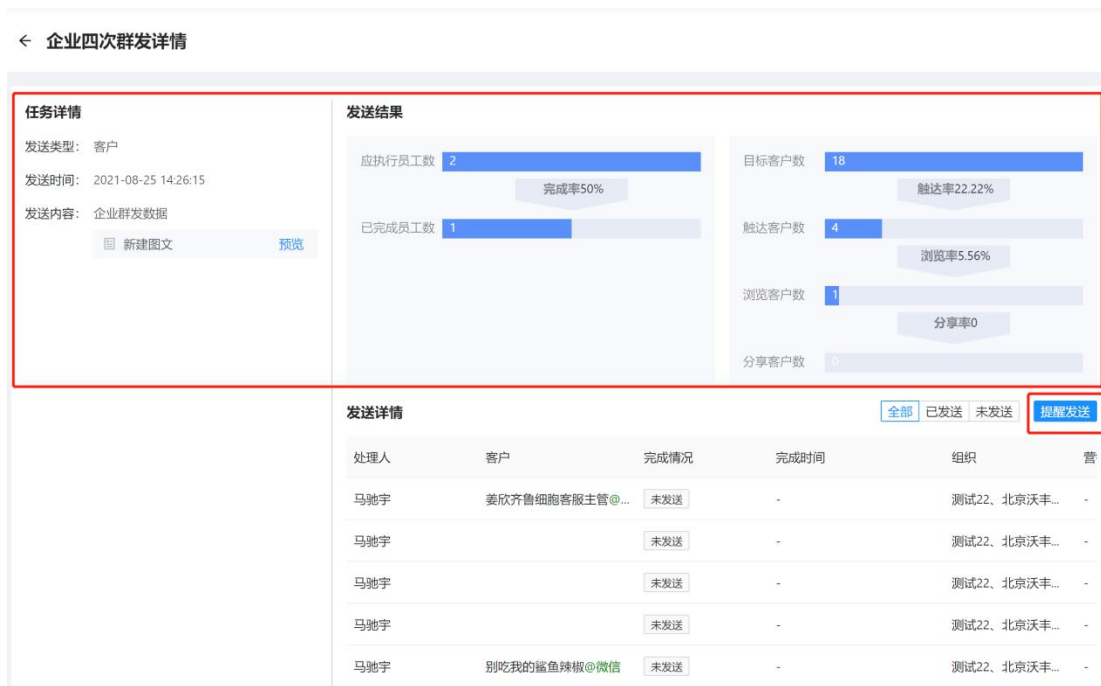 ← 企业四次群发详情
任务详情
发送类型： 客户
发送时间： 2021-08-25 14:26:15
发送内容： 企业群发数据
新建图文 预览
发送结果
应执行员工数 2
完成率50%
已完成员工数 1
目标客户数 18
触达率22.22%
触达客户数 4
浏览率5.56%
浏览客户数 1
分享率0
分享客户数 0
发送详情 全部 已发送 未发送 提醒发送
处理人 客户 完成情况 完成时间 组织 营
马驰宇 姜欣齐鲁细胞客服主管@... 未发送 - 测试22、北京沃丰... -
马驰宇 未发送 - 测试22、北京沃丰... -
马驰宇 未发送 - 测试22、北京沃丰... -
马驰宇 未发送 - 测试22、北京沃丰... -
马驰宇 别吃我的鲨鱼辣椒@微信 未发送 - 测试22、北京沃丰... -